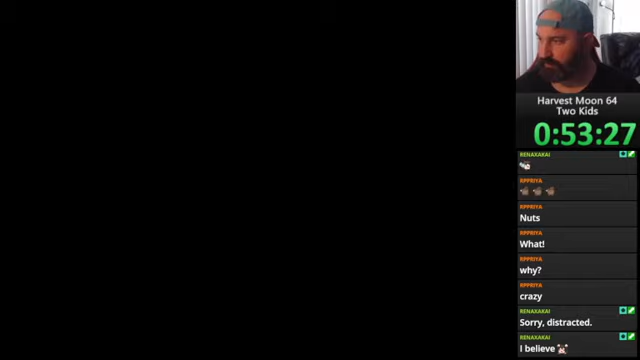 Harvest Moon 64
Two Kids
0:53:27
RENAXAKAI
RPPRIYA
RPPRIYA
Nuts
RPPRIYA
What!
RPPRIYA
why?
RPPRIYA
crazy
RENAXAKAI
Sorry, distracted.
RENAXAKAI
I believe